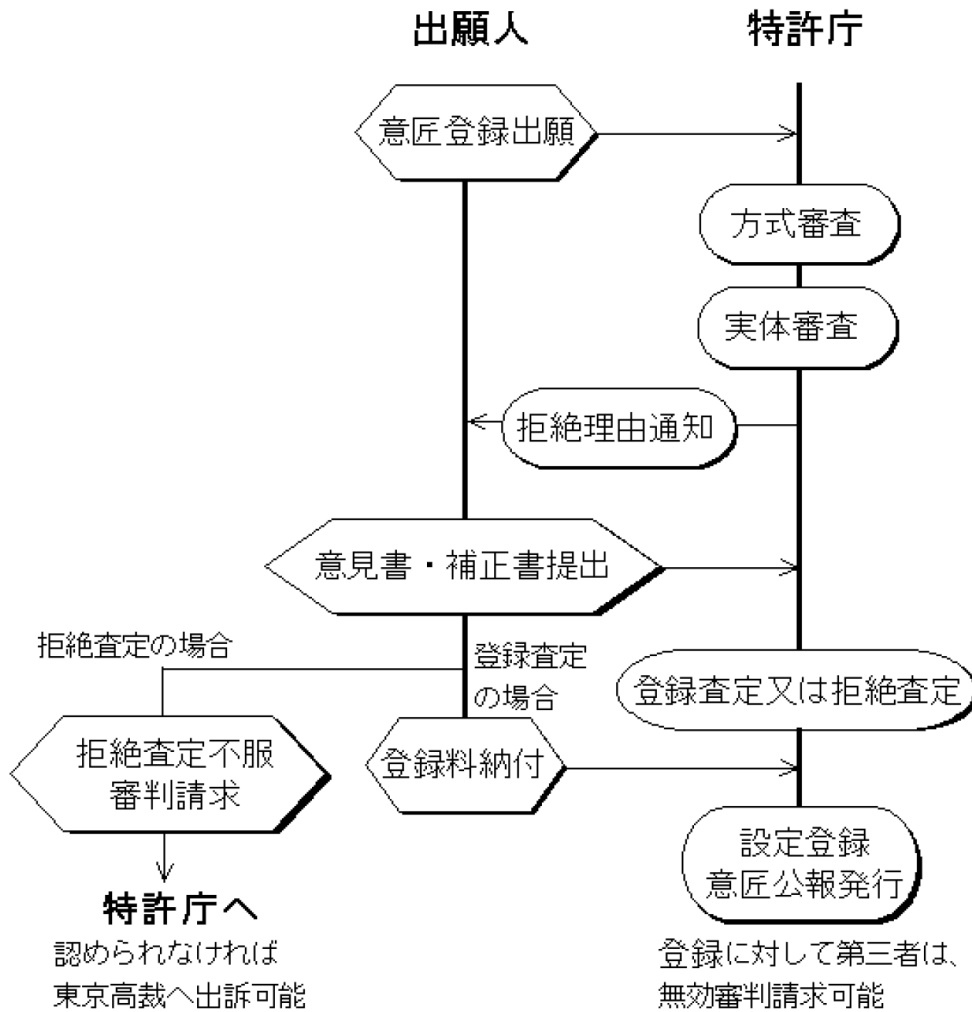 出願人
特許庁
意匠登録出願
方式審査
実体審査
拒絶理由通知
意見書・補正書提出
拒絶査定の場合
登録査定
の場合
登録査定又は拒絶査定
拒絶査定不服
審判請求
登録料納付
設定登録
意匠公報発行
特許庁へ
認められなければ
東京高裁へ出訴可能
登録に対して第三者は、
無効審判請求可能